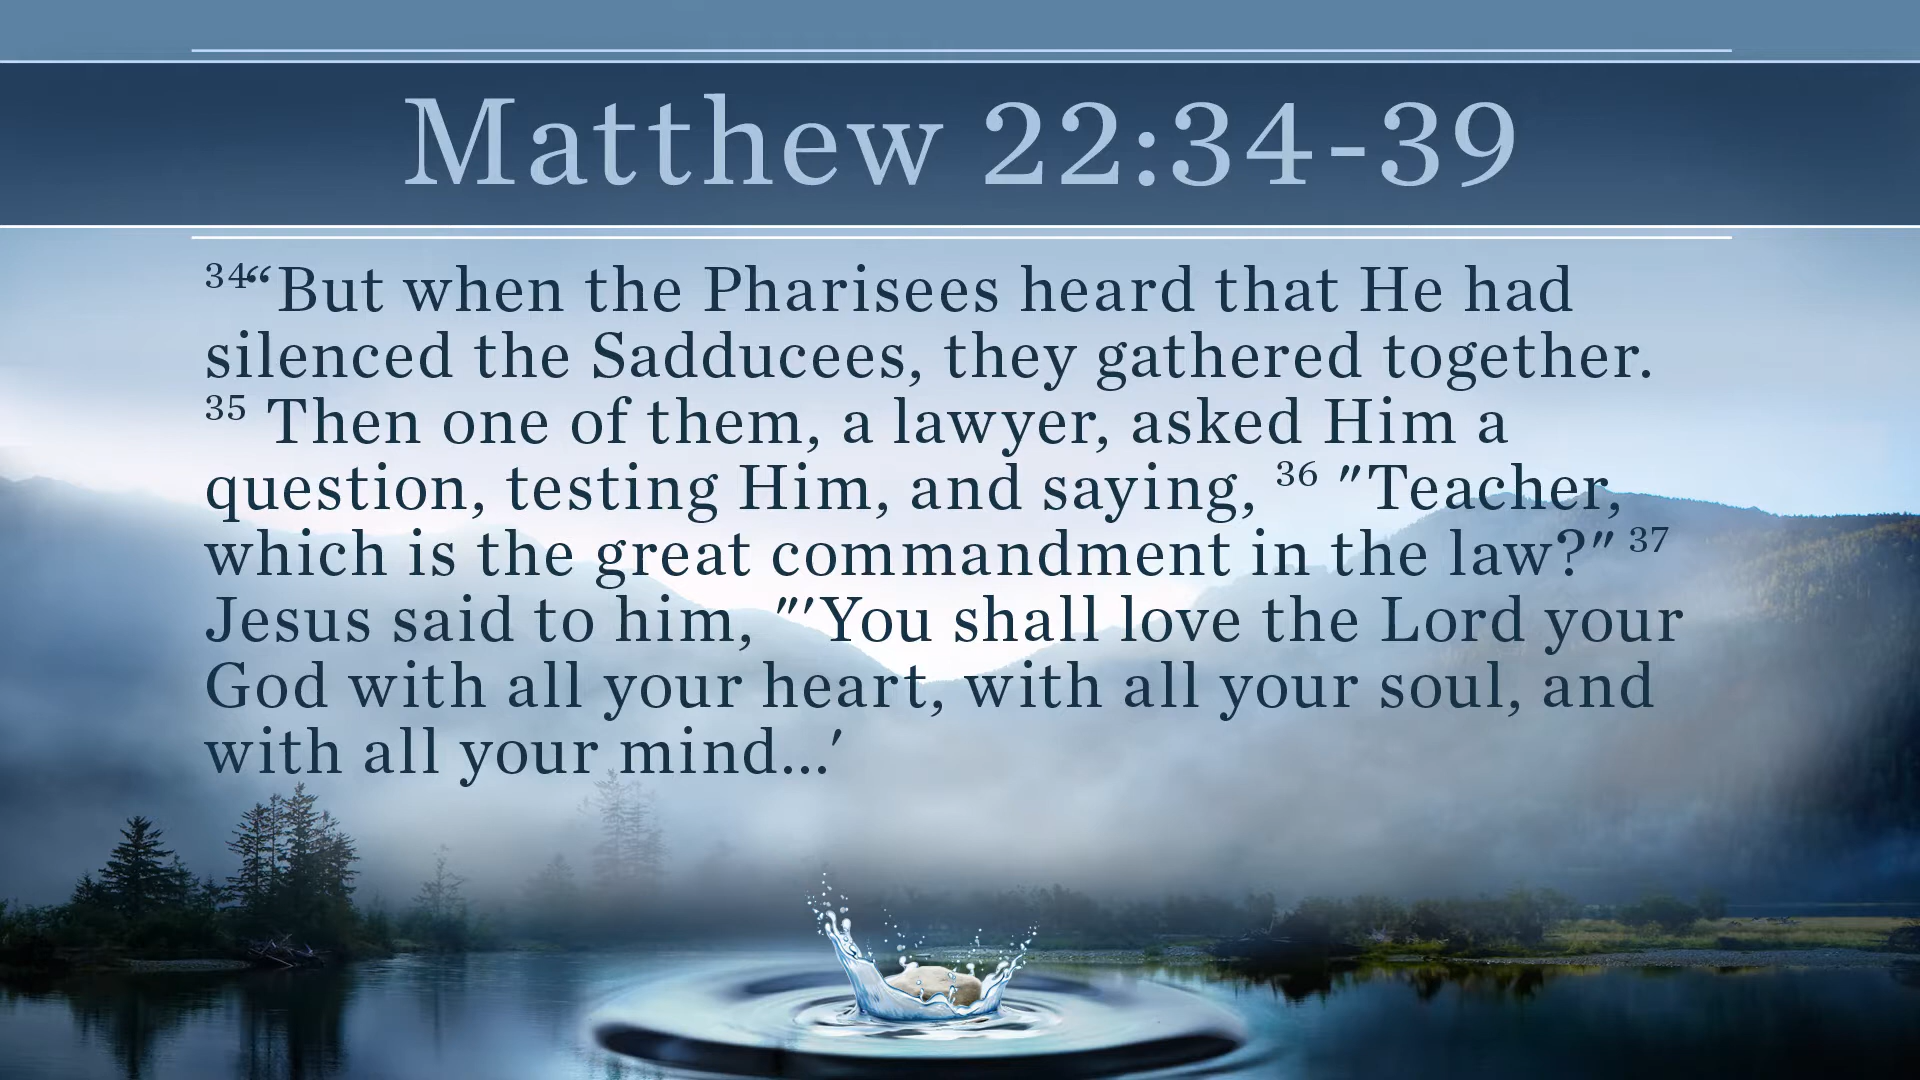 Matthew 22:34-39
34“But when the Pharisees heard that He had
silenced the Sadducees, they gathered together.
35 Then one of them, a lawyer, asked Him a
question, testing Him, and saying, 36 "Teacher,
which is the great commandment in the law?" 37
Jesus said to him, "'You shall love the Lord your
God with all your heart, with all your soul, and
with all your mind...'